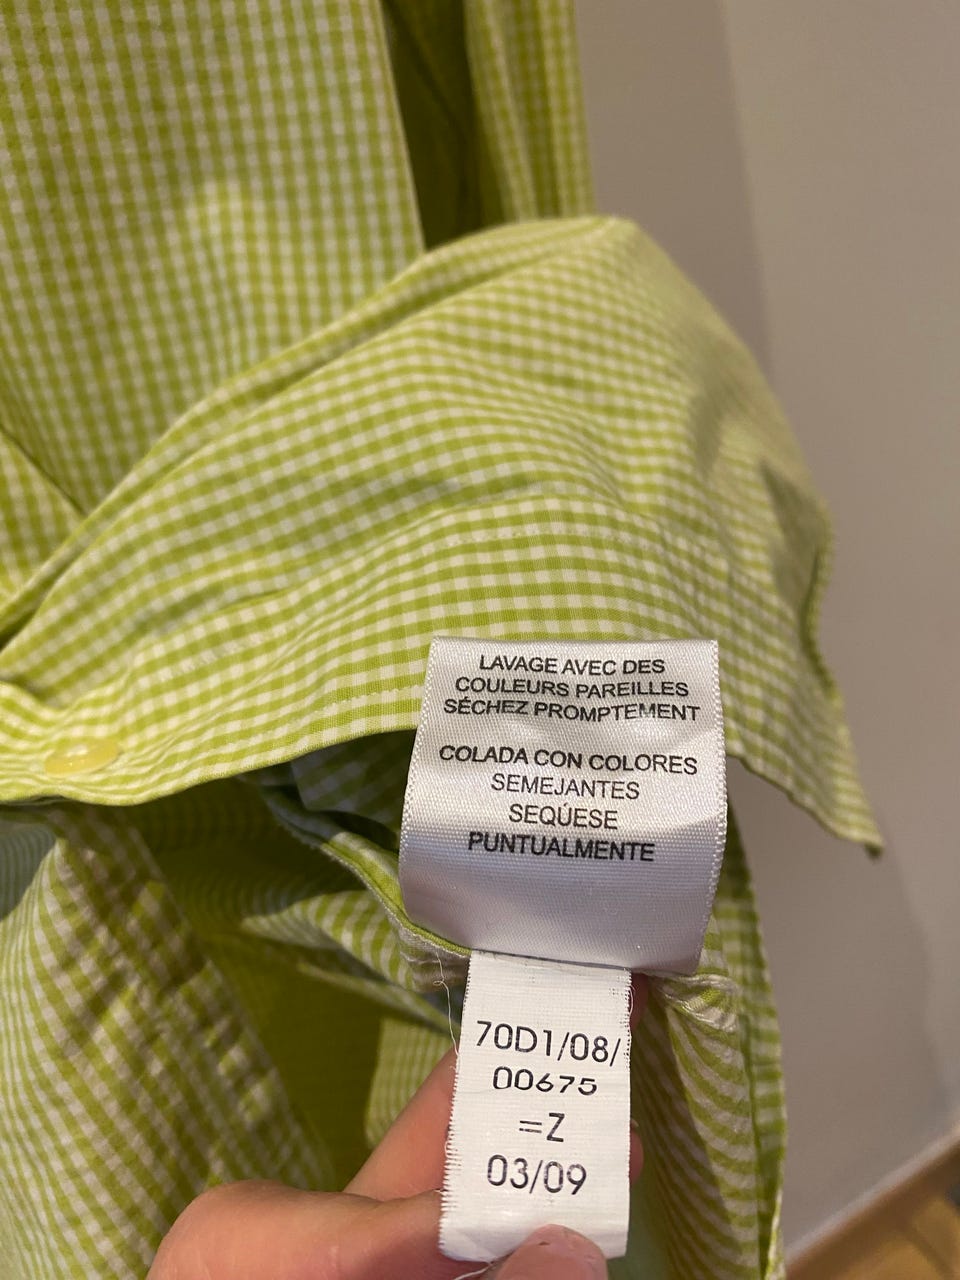 LAVAGE AVEC DES
COULEURS PAREILLES
SÉCHEZ PROMPTEMENT
COLADA CON COLORES
SEMEJANTES
SEQÚESE
PUNTUALMENTE
70D1/08/
00675
=Z
03/09